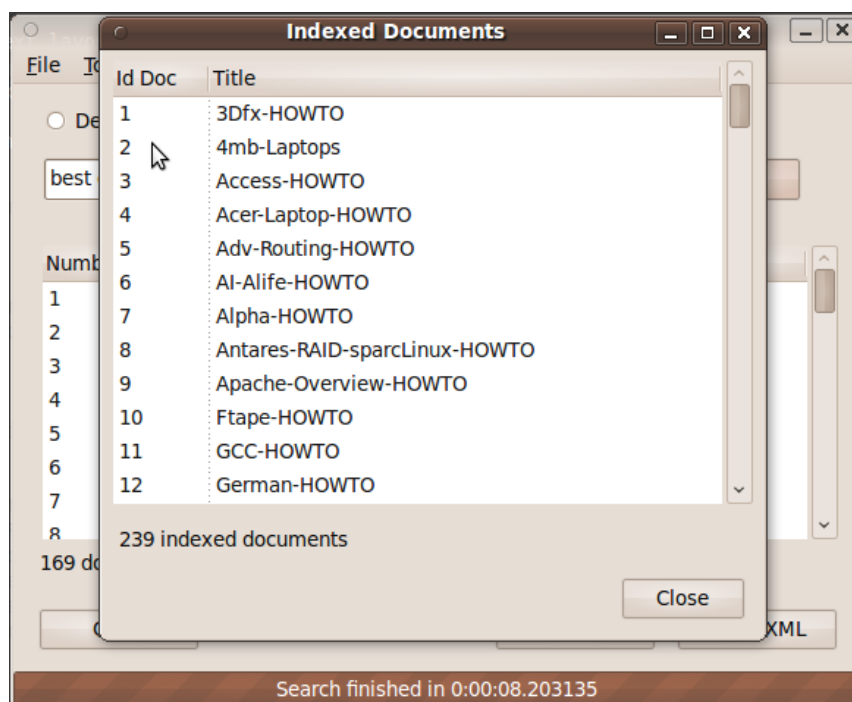 Indexed Documents
File
Id Doc Title
1 3Dfx-HOWTO
2 4mb-Laptops
3 Access-HOWTO
4 Acer-Laptop-HOWTO
5 Adv-Routing-HOWTO
6 AI-Alife-HOWTO
7 Alpha-HOWTO
8 Antares-RAID-sparcLinux-HOWTO
9 Apache-Overview-HOWTO
10 Ftape-HOWTO
11 GCC-HOWTO
12 German-HOWTO
239 indexed documents
Close
best
1
2
3
4
5
6
7
8
169
XML
Search finished in 0:00:08.203135